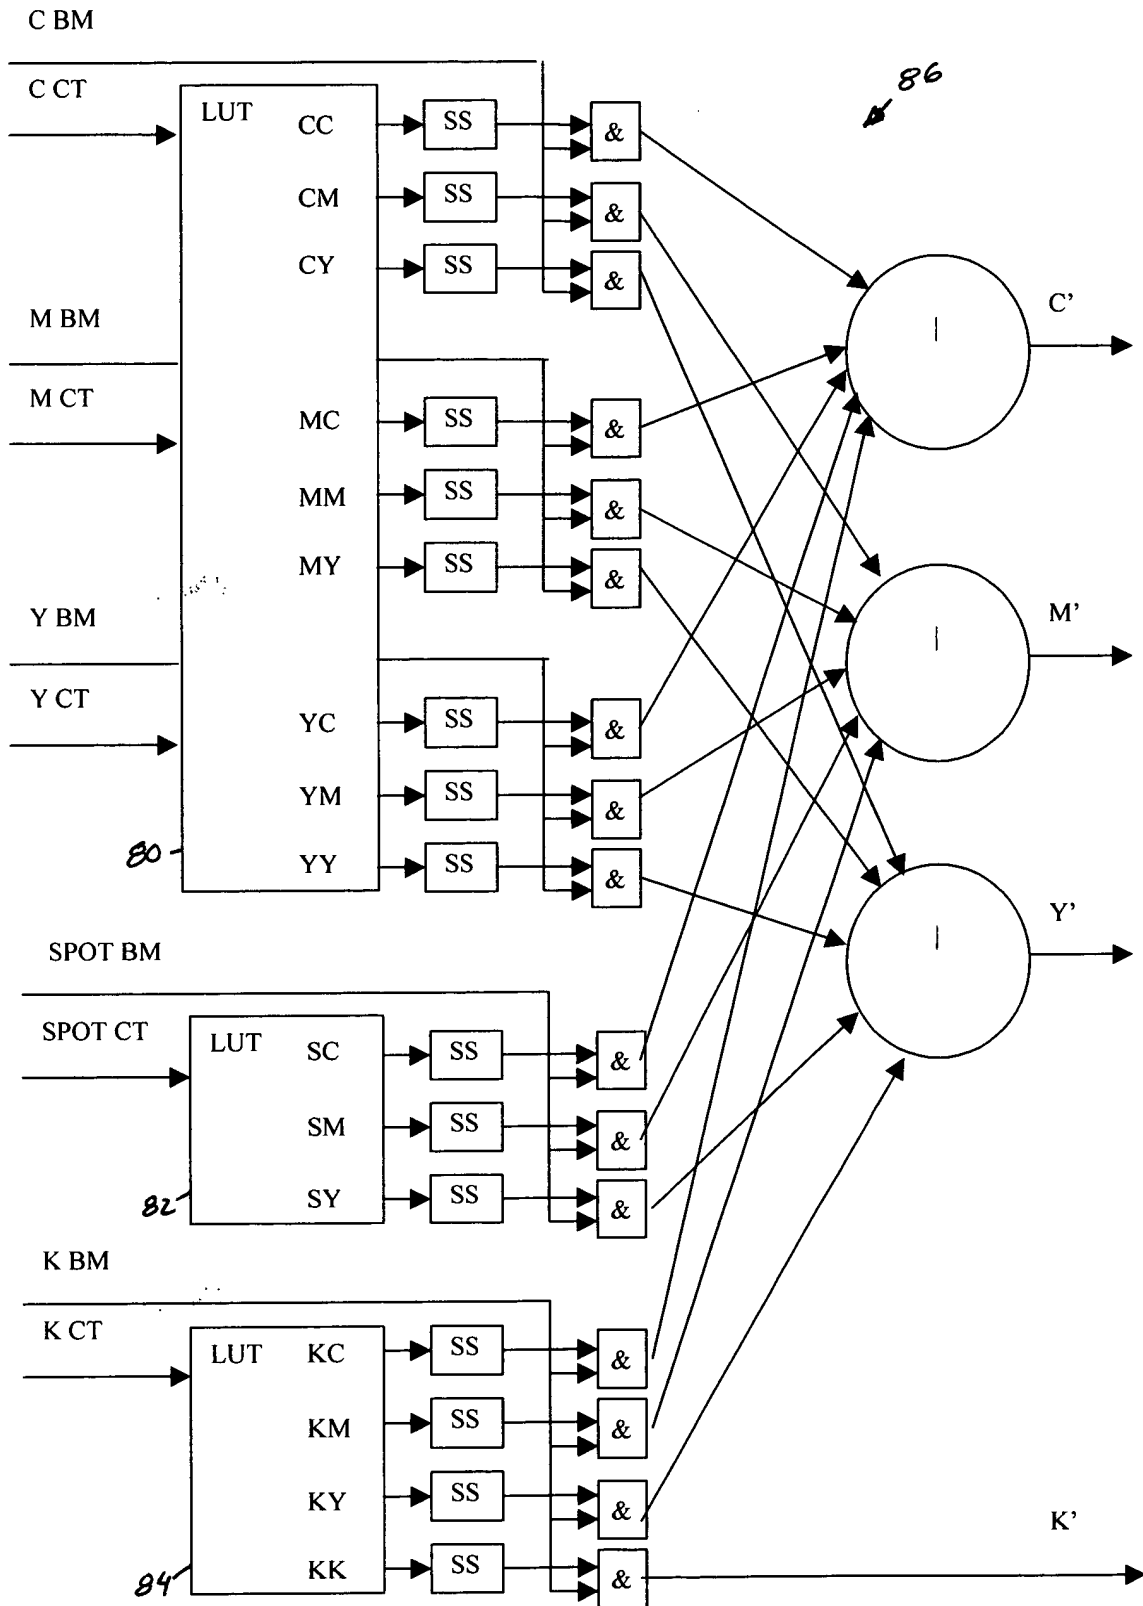 C BM
86
C CT
LUT CC SS &
CM SS &
CY SS &
C'
|
M BM
M CT
MC SS &
MM SS &
MY SS &
M'
|
Y BM
Y CT
YC SS &
YM SS &
80
YY SS &
Y'
|
SPOT BM
SPOT CT
LUT SC SS &
SM SS &
82
SY SS &
K BM
K CT
LUT KC SS &
KM SS &
KY SS &
K'
84
KK SS &